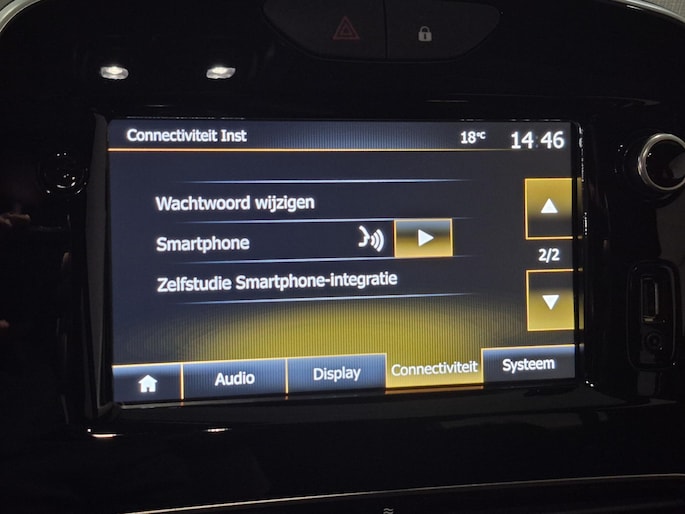 Connectiviteit Inst
18°C
14:46
Wachtwoord wijzigen
Smartphone
2/2
Zelfstudie Smartphone-integratie
Audio
Display
Connectiviteit
Systeem